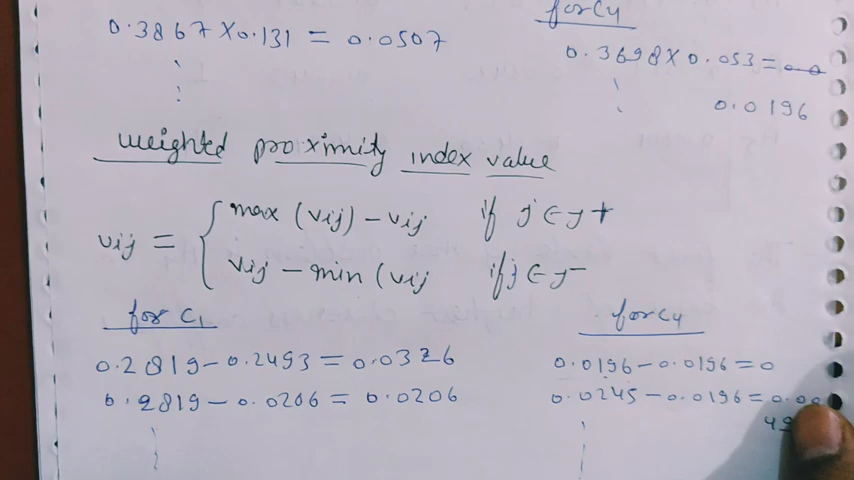 0.3867 X 0.131 = 0.0507
for C4
0.3698 X 0.053 =
0.0196
weighted proximity index value
vij = { max (vij) - vij if j ∈ J+
vij - min (vij if j ∈ J-
for C1
0.2819 - 0.2493 = 0.0326
0.2819 - 0.0206 = 0.0206
for C4
0.0196 - 0.0196 = 0
0.0245 - 0.0196 = 0.00
49